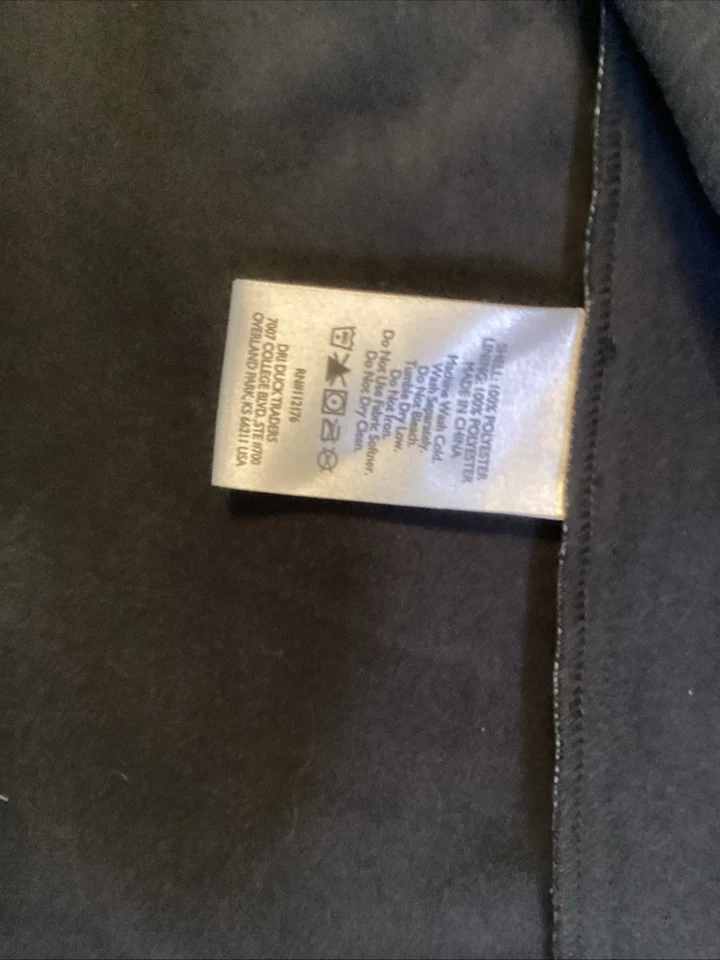 SHELL: 100% POLYESTER
LINING: 100% POLYESTER
MADE IN CHINA
Machine Wash Cold.
Wash Separately.
Do Not Bleach.
Tumble Dry Low.
Do Not Iron.
Do Not Use Fabric Softner.
Do Not Dry Clean.
RN#112176
DRI DUCK TRADERS
7007 COLLEGE BLVD. STE #700
OVERLAND PARK, KS 66211 USA